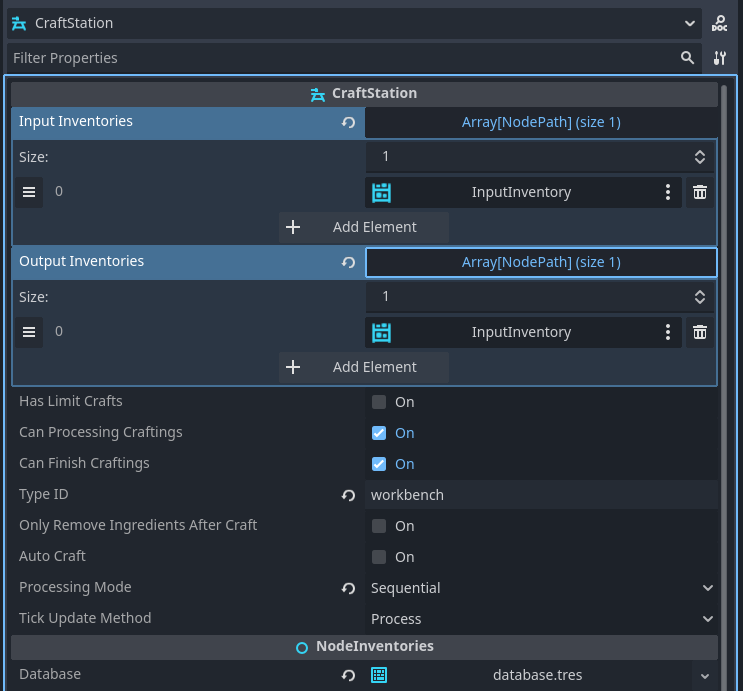 CraftStation
DOC
Filter Properties
CraftStation
Input Inventories Array[NodePath] (size 1)
Size: 1
0 InputInventory
Add Element
Output Inventories Array[NodePath] (size 1)
Size: 1
0 InputInventory
Add Element
Has Limit Crafts On
Can Processing Craftings On
Can Finish Craftings On
Type ID workbench
Only Remove Ingredients After Craft On
Auto Craft On
Processing Mode Sequential
Tick Update Method Process
NodeInventories
Database database.tres